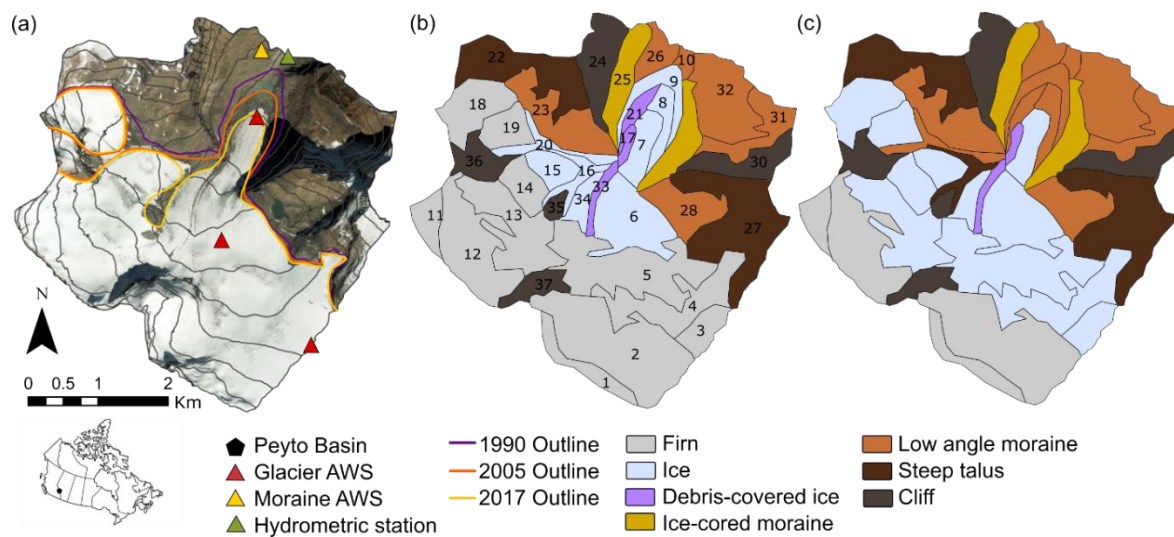 (a)
(b)
(c)
22
24
26
10
9
25
32
18
23
21
8
31
19
17
7
20
30
36
15
16
33
14
34
28
35
11
13
6
27
12
5
37
4
3
2
1
N
0 0.5 1 2
Km
Peyto Basin
Glacier AWS
Moraine AWS
Hydrometric station
1990 Outline
2005 Outline
2017 Outline
Firn
Ice
Debris-covered ice
Ice-cored moraine
Low angle moraine
Steep talus
Cliff